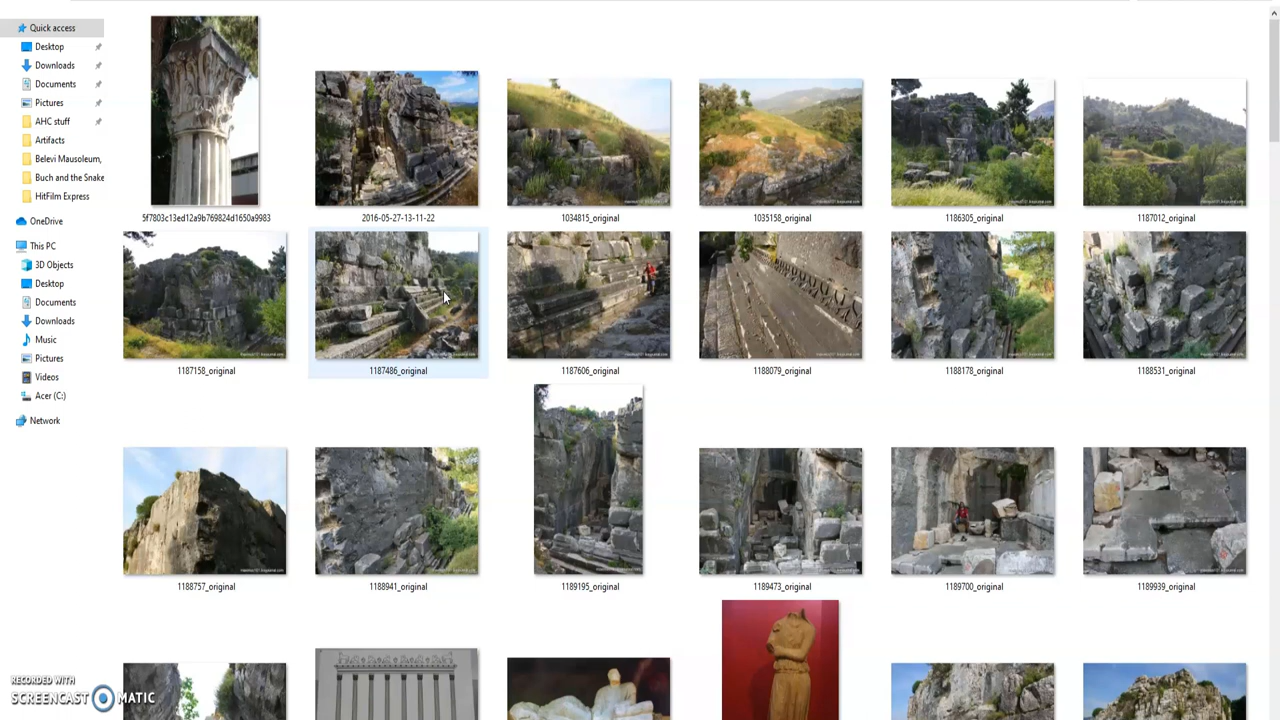 Quick access
Desktop
Downloads
Documents
Pictures
AHC stuff
Artifacts
Belevi Mausoleum,
Buch and the Snake
HitFilm Express
OneDrive
This PC
3D Objects
Desktop
Documents
Downloads
Music
Pictures
Videos
Acer (C:)
Network
5f7803c13ed12a9b769824d1650a9983
2016-05-27-13-11-22
1034815_original
1035158_original
1186305_original
1187012_original
1187158_original
1187486_original
1187606_original
1188079_original
1188178_original
1188531_original
1188757_original
1188941_original
1189195_original
1189473_original
1189700_original
1189939_original
RECORDED WITH
SCREENCAST MATIC